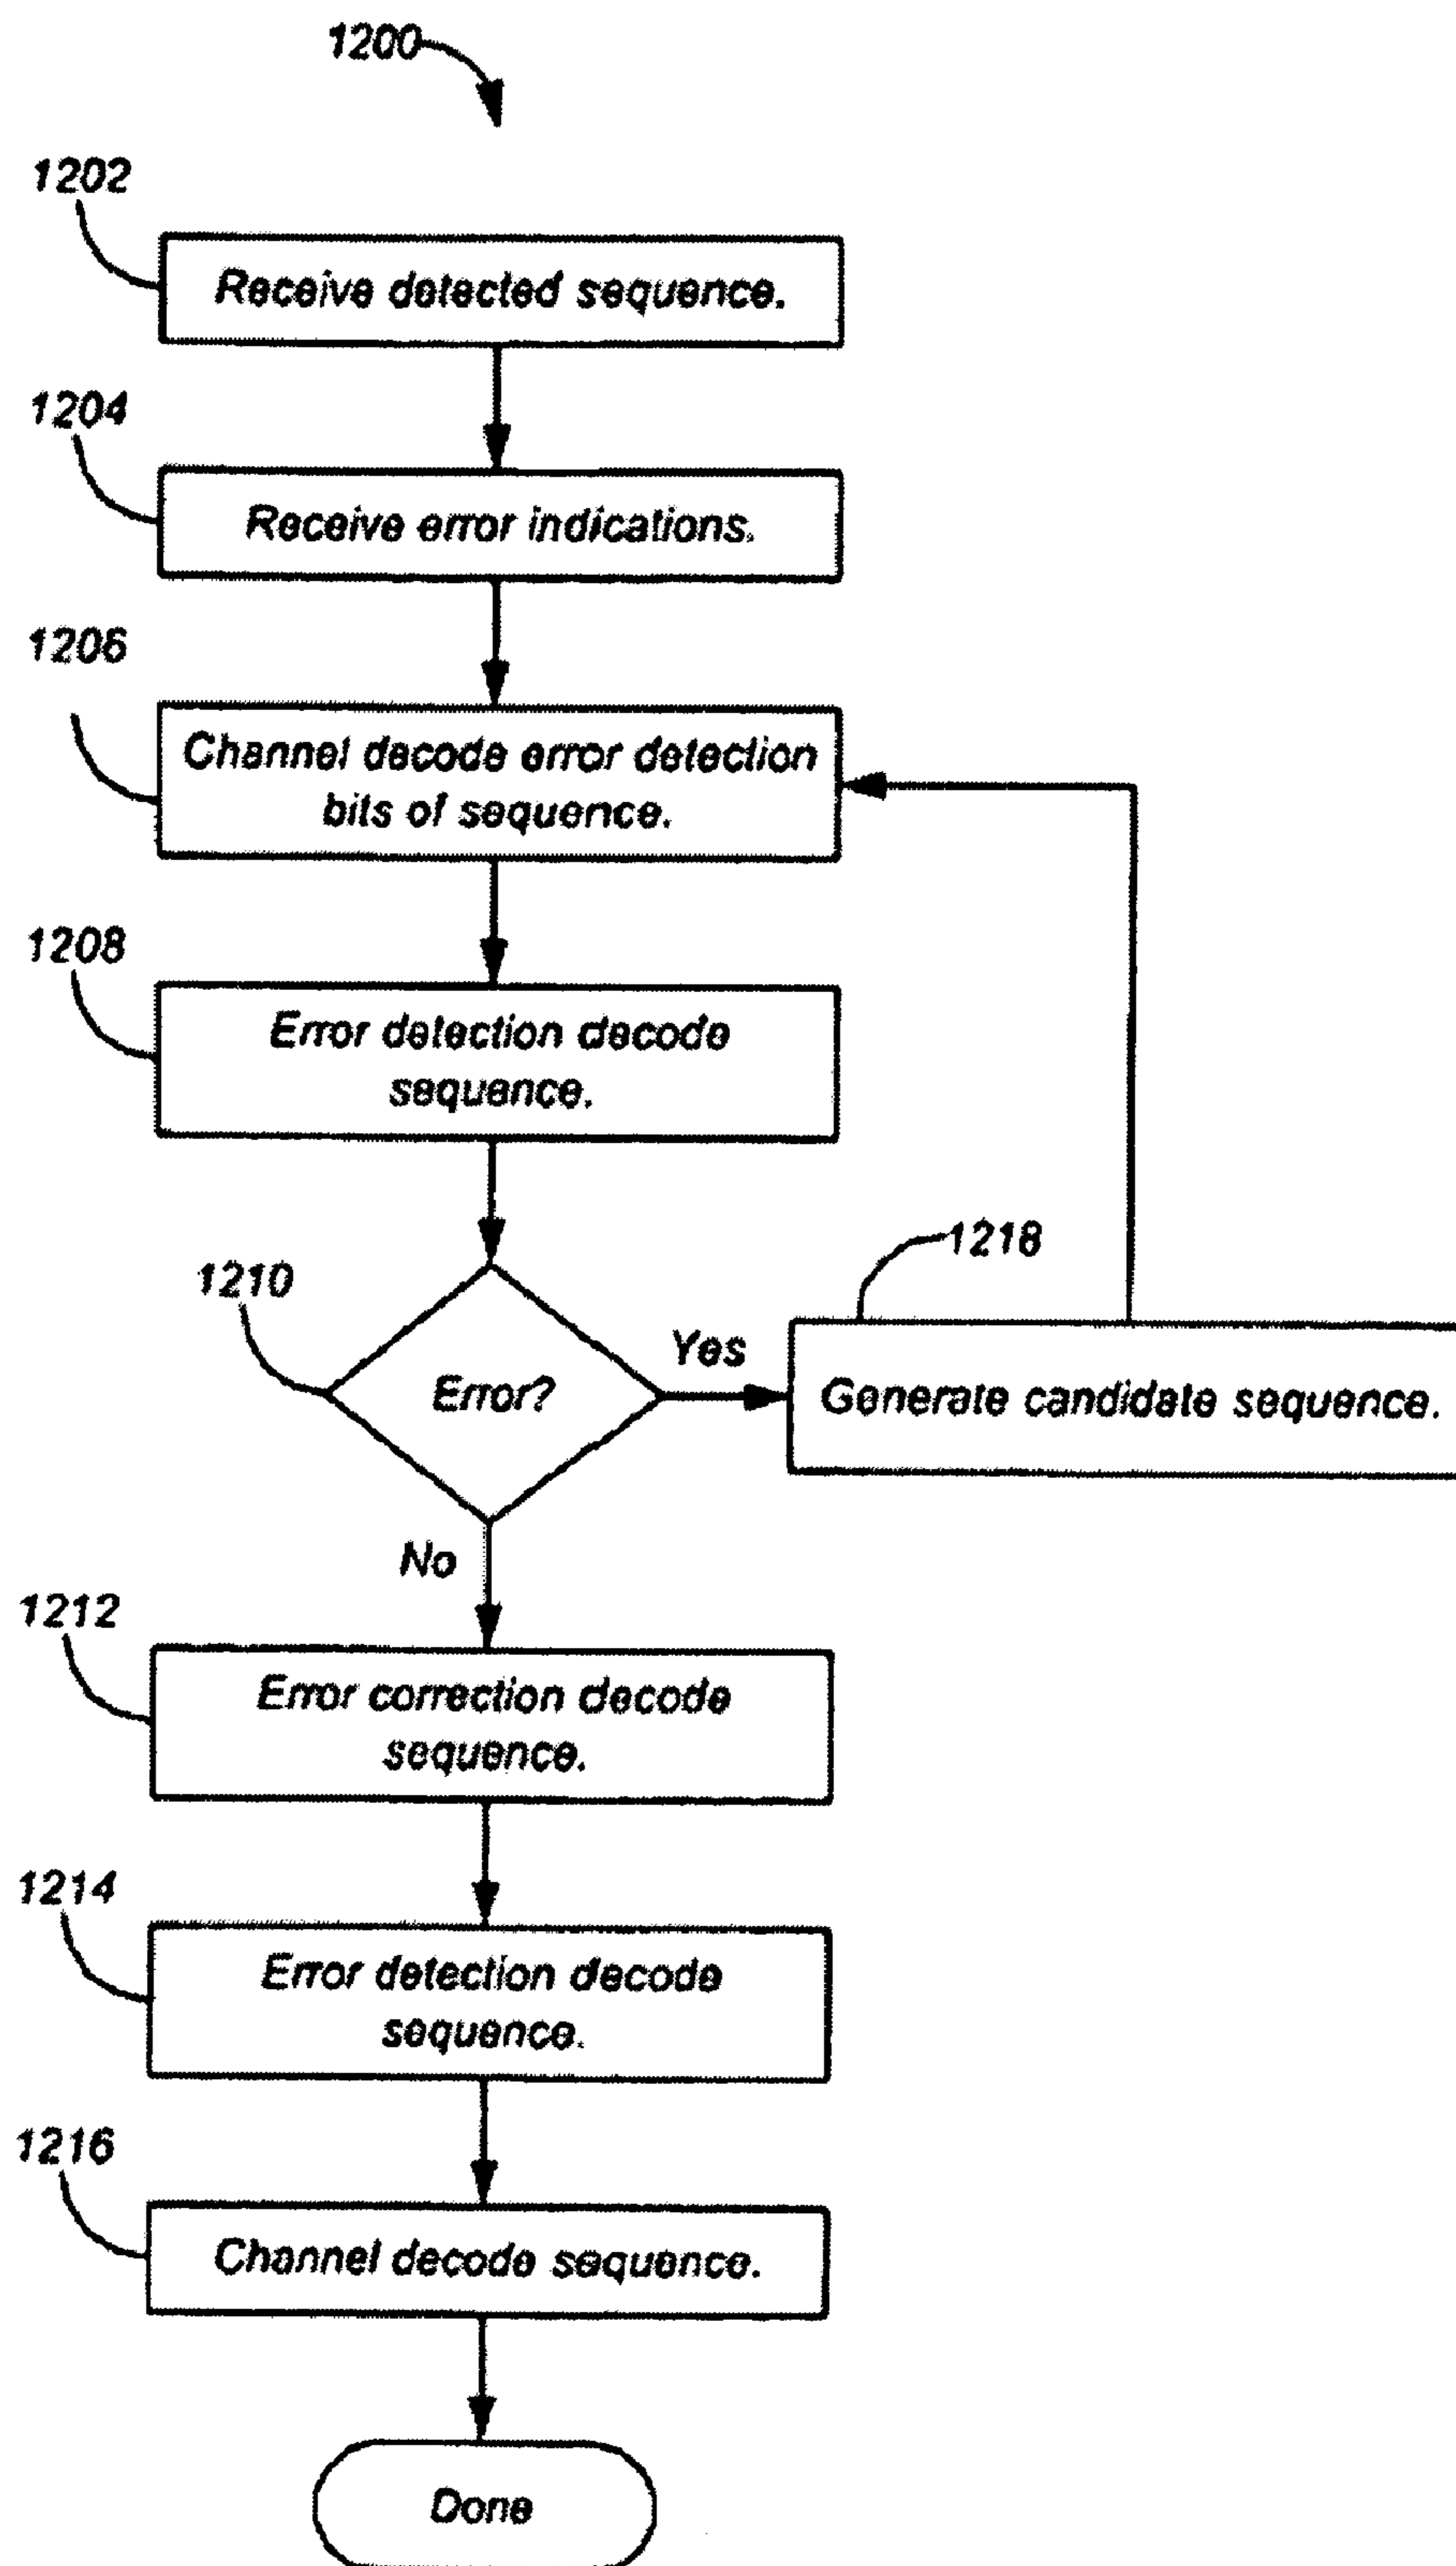 1200
1202
Receive detected sequence.
1204
Receive error indications.
1206
Channel decode error detection
bits of sequence.
1208
Error detection decode
sequence.
1210
Error?
Yes
1218
Generate candidate sequence.
No
1212
Error correction decode
sequence.
1214
Error detection decode
sequence.
1216
Channel decode sequence.
Done